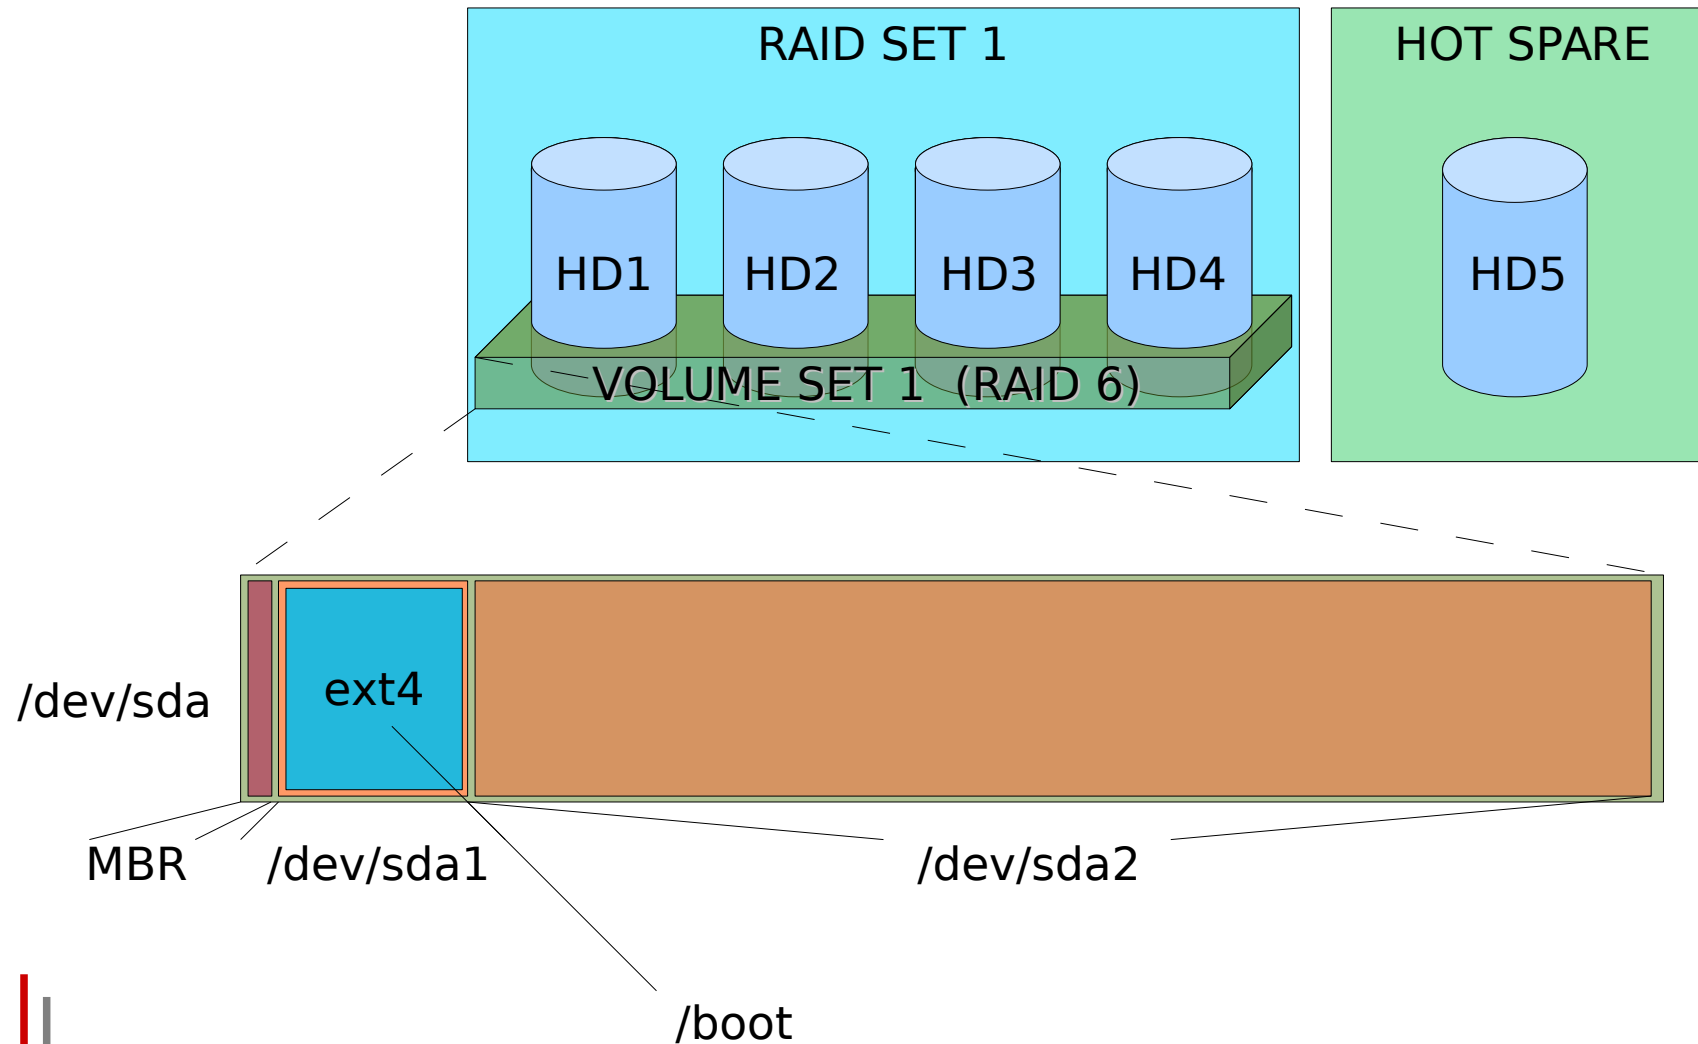 RAID SET 1
HOT SPARE
HD1
HD2
HD3
HD4
HD5
VOLUME SET 1 (RAID 6)
/dev/sda
ext4
MBR
/dev/sda1
/dev/sda2
/boot